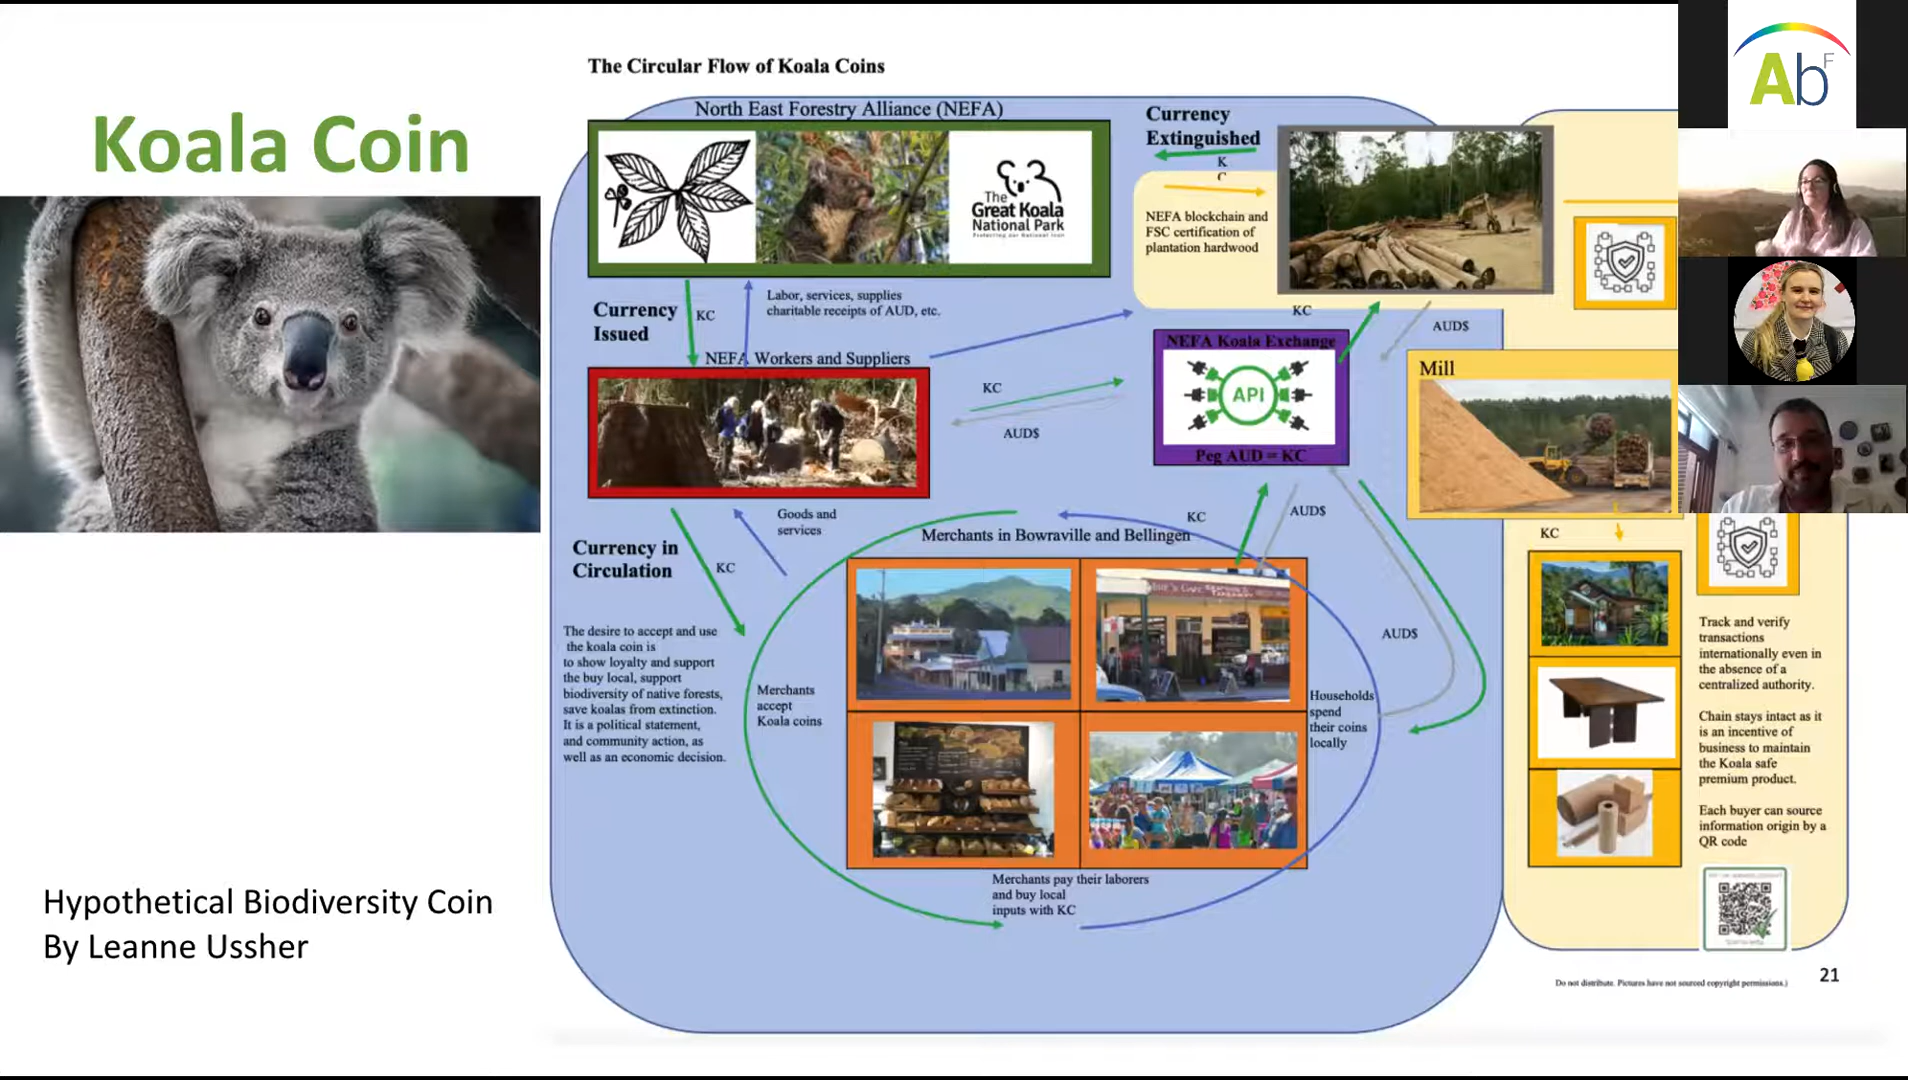 Koala Coin
Hypothetical Biodiversity Coin
By Leanne Ussher
The Circular Flow of Koala Coins
North East Forestry Alliance (NEFA)
The
Great Koala
National Park
Currency
Extinguished
K
C
NEFA blockchain and
FSC certification of
plantation hardwood
Currency
Issued
KC
Labor, services, supplies
charitable receipts of AUD, etc.
NEFA Workers and Suppliers
KC
AUD$
NEFA Koala Exchange
API
Peg AUD = KC
KC
AUD$
Mill
KC
Goods and
services
Currency in
Circulation
KC
KC
AUD$
Merchants in Bowraville and Bellingen
The desire to accept and use
the koala coin is
to show loyalty and support
the buy local, support
biodiversity of native forests,
save koalas from extinction.
It is a political statement,
and community action, as
well as an economic decision.
Merchants
accept
Koala coins
Households
spend
their coins
locally
AUD$
Merchants pay their laborers
and buy local
inputs with KC
Track and verify
transactions
internationally even in
the absence of a
centralized authority.
Chain stays intact as it
is an incentive of
business to maintain
the Koala safe
premium product.
Each buyer can source
information origin by a
QR code
Do not distribute. Pictures have not sourced copyright permissions.)
21
Ab
F